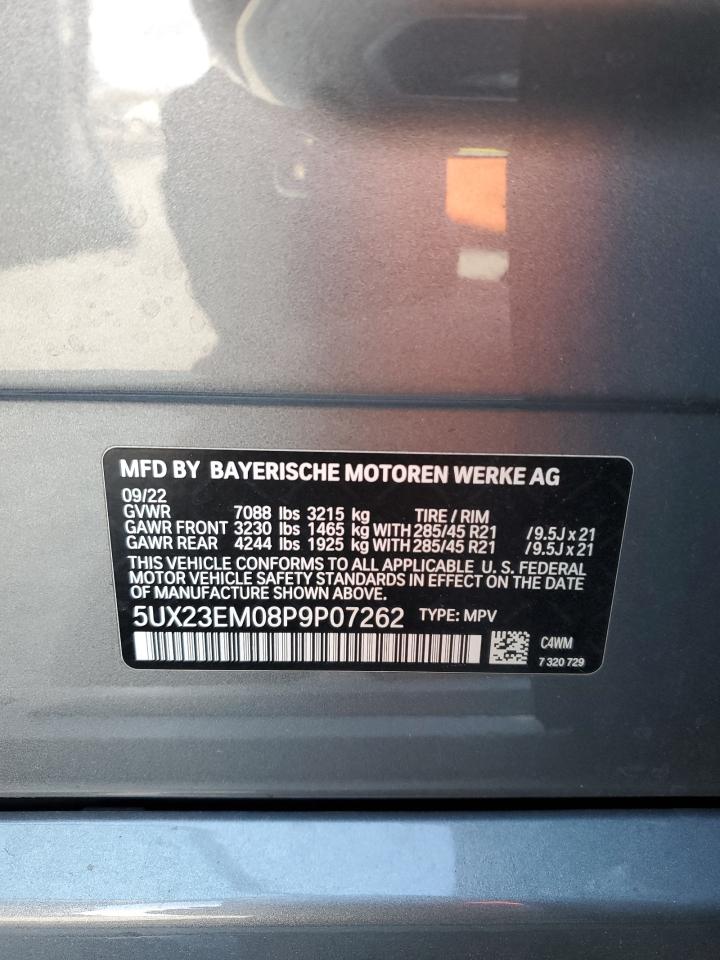 MFD BY BAYERISCHE MOTOREN WERKE AG
09/22
GVWR 7088 lbs 3215 kg TIRE / RIM
GAWR FRONT 3230 lbs 1465 kg WITH 285/45 R21 /9.5J x 21
GAWR REAR 4244 lbs 1925 kg WITH 285/45 R21 /9.5J x 21
THIS VEHICLE CONFORMS TO ALL APPLICABLE U. S. FEDERAL
MOTOR VEHICLE SAFETY STANDARDS IN EFFECT ON THE DATE
OF MANUFACTURE SHOWN ABOVE.
5UX23EM08P9P07262 TYPE: MPV
C4WM
7 320 729